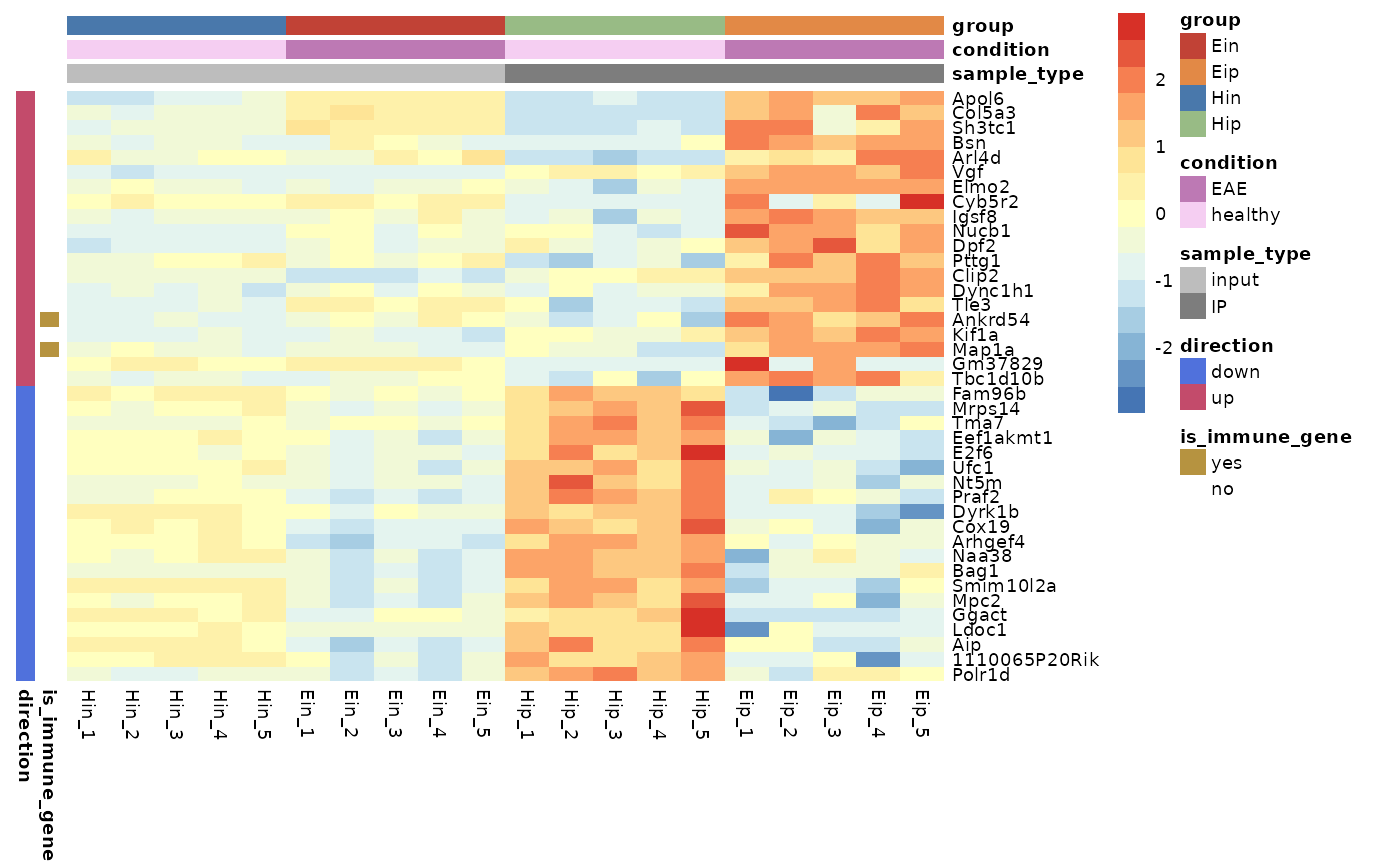 group
condition
sample_type
Apol6
Col5a3
Sh3tc1
Bsn
Arl4d
Vgf
Elmo2
Cyb5r2
Igsf8
Nucb1
Dpf2
Pttg1
Clip2
Dync1h1
Tle3
Ankrd54
Kif1a
Map1a
Gm37829
Tbc1d10b
Fam96b
Mrps14
Tma7
Eef1akmt1
E2f6
Ufc1
Nt5m
Praf2
Dyrk1b
Cox19
Arhgef4
Naa38
Bag1
Smim10l2a
Mpc2
Ggact
Ldoc1
Aip
1110065P20Rik
Polr1d
direction
is_immune_gene
Hin_1
Hin_2
Hin_3
Hin_4
Hin_5
Ein_1
Ein_2
Ein_3
Ein_4
Ein_5
Hip_1
Hip_2
Hip_3
Hip_4
Hip_5
Eip_1
Eip_2
Eip_3
Eip_4
Eip_5
2
1
0
-1
-2
group
Ein
Eip
Hin
Hip
condition
EAE
healthy
sample_type
input
IP
direction
down
up
is_immune_gene
yes
no